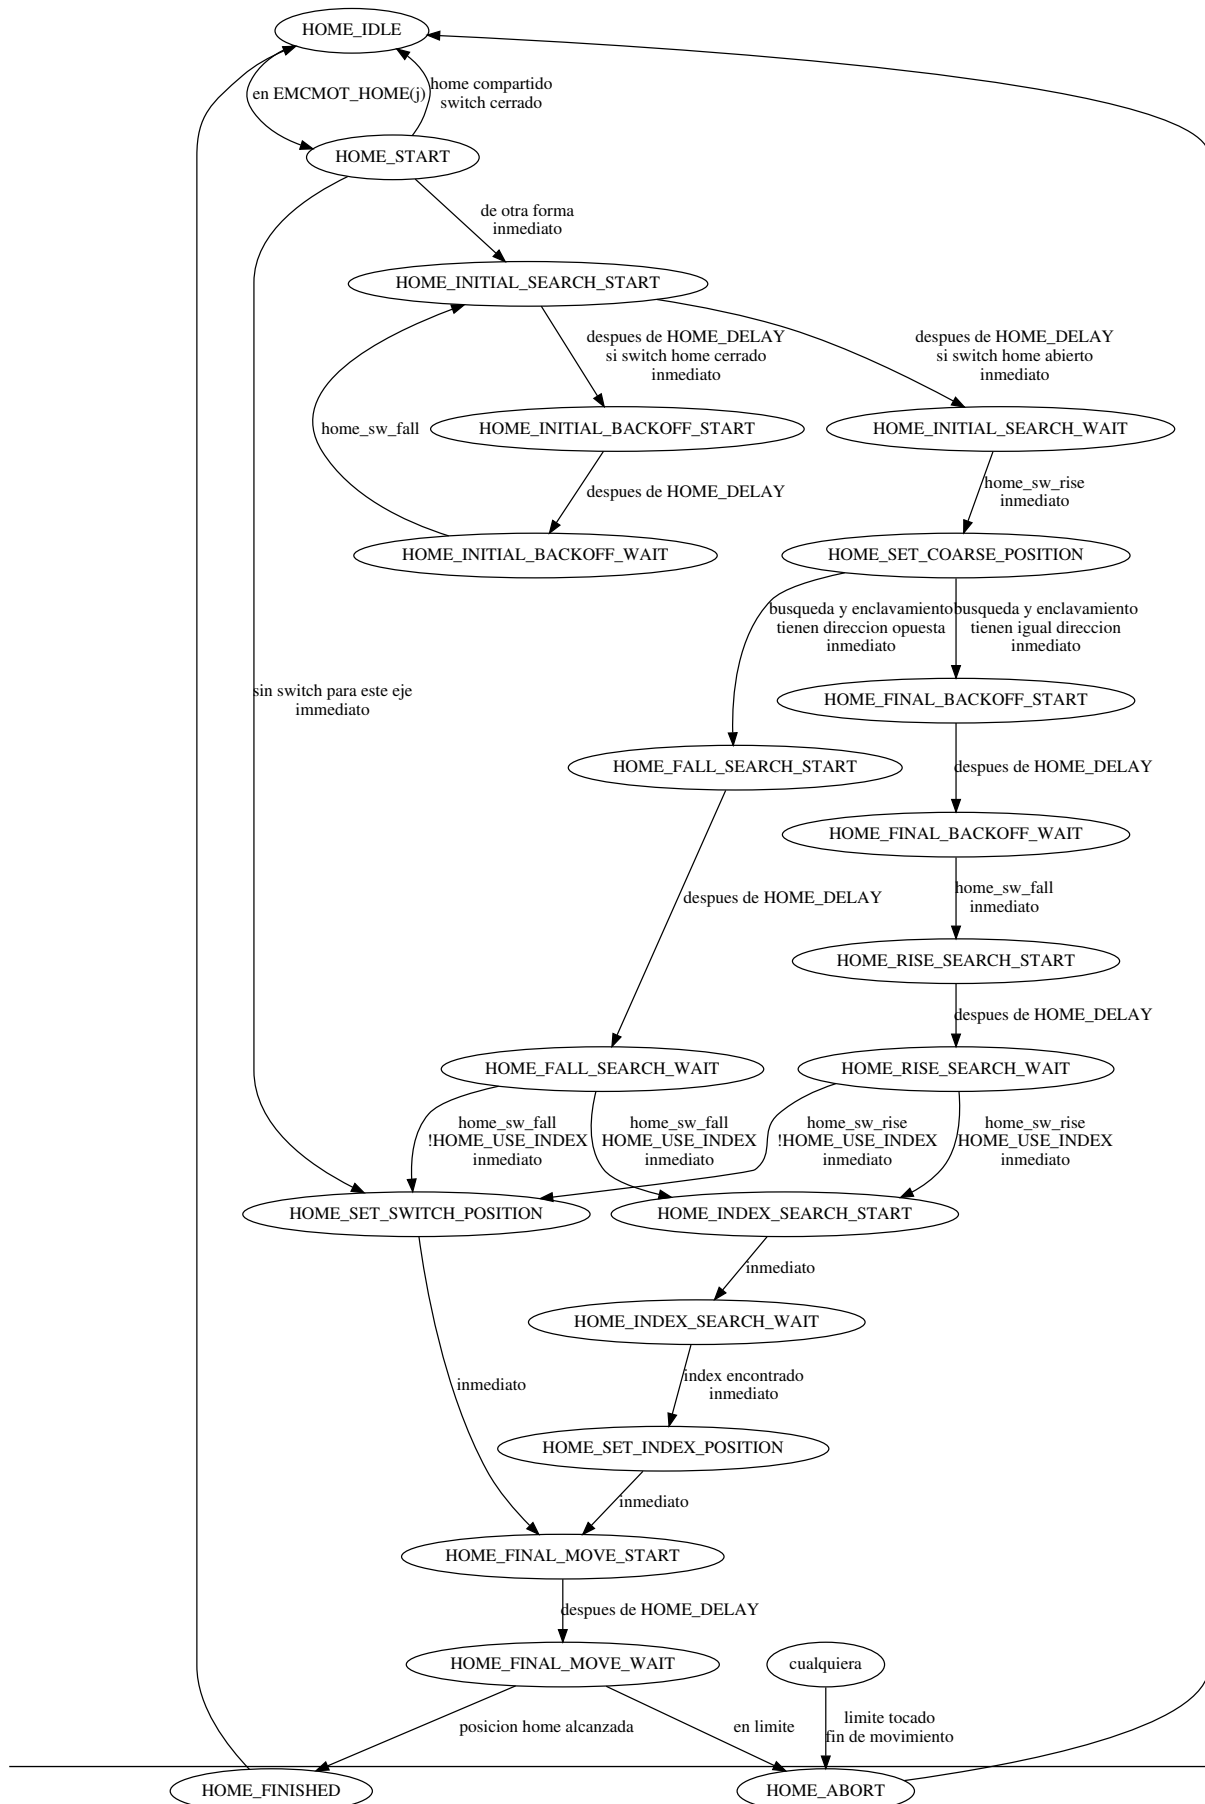 HOME_IDLE
en EMCMOT_HOME(j)
home compartido
switch cerrado
HOME_START
de otra forma
inmediato
HOME_INITIAL_SEARCH_START
despues de HOME_DELAY
si switch home cerrado
inmediato
despues de HOME_DELAY
si switch home abierto
inmediato
home_sw_fall
HOME_INITIAL_BACKOFF_START
HOME_INITIAL_SEARCH_WAIT
despues de HOME_DELAY
home_sw_rise
inmediato
HOME_INITIAL_BACKOFF_WAIT
HOME_SET_COARSE_POSITION
busqueda y enclavamiento
tienen direccion opuesta
inmediato
busqueda y enclavamiento
tienen igual direccion
inmediato
sin switch para este eje
immediato
HOME_FINAL_BACKOFF_START
HOME_FALL_SEARCH_START
despues de HOME_DELAY
HOME_FINAL_BACKOFF_WAIT
despues de HOME_DELAY
home_sw_fall
inmediato
HOME_RISE_SEARCH_START
despues de HOME_DELAY
HOME_FALL_SEARCH_WAIT
HOME_RISE_SEARCH_WAIT
home_sw_fall
!HOME_USE_INDEX
inmediato
home_sw_fall
HOME_USE_INDEX
inmediato
home_sw_rise
!HOME_USE_INDEX
inmediato
home_sw_rise
HOME_USE_INDEX
inmediato
HOME_SET_SWITCH_POSITION
HOME_INDEX_SEARCH_START
inmediato
HOME_INDEX_SEARCH_WAIT
inmediato
index encontrado
inmediato
HOME_SET_INDEX_POSITION
inmediato
HOME_FINAL_MOVE_START
despues de HOME_DELAY
HOME_FINAL_MOVE_WAIT
cualquiera
posicion home alcanzada
en limite
limite tocado
fin de movimiento
HOME_FINISHED
HOME_ABORT